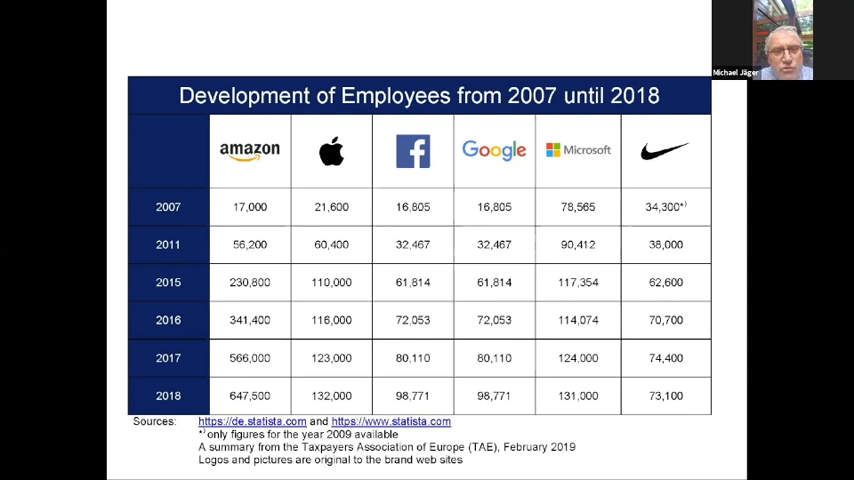 Michael Jäger
Development of Employees from 2007 until 2018
amazon Google Microsoft
2007 17,000 21,600 16,805 16,805 78,565 34,300*)
2011 56,200 60,400 32,467 32,467 90,412 38,000
2015 230,800 110,000 61,814 61,814 117,354 62,600
2016 341,400 116,000 72,053 72,053 114,074 70,700
2017 566,000 123,000 80,110 80,110 124,000 74,400
2018 647,500 132,000 98,771 98,771 131,000 73,100
Sources: https://de.statista.com and https://www.statista.com
*) only figures for the year 2009 available
A summary from the Taxpayers Association of Europe (TAE), February 2019
Logos and pictures are original to the brand web sites